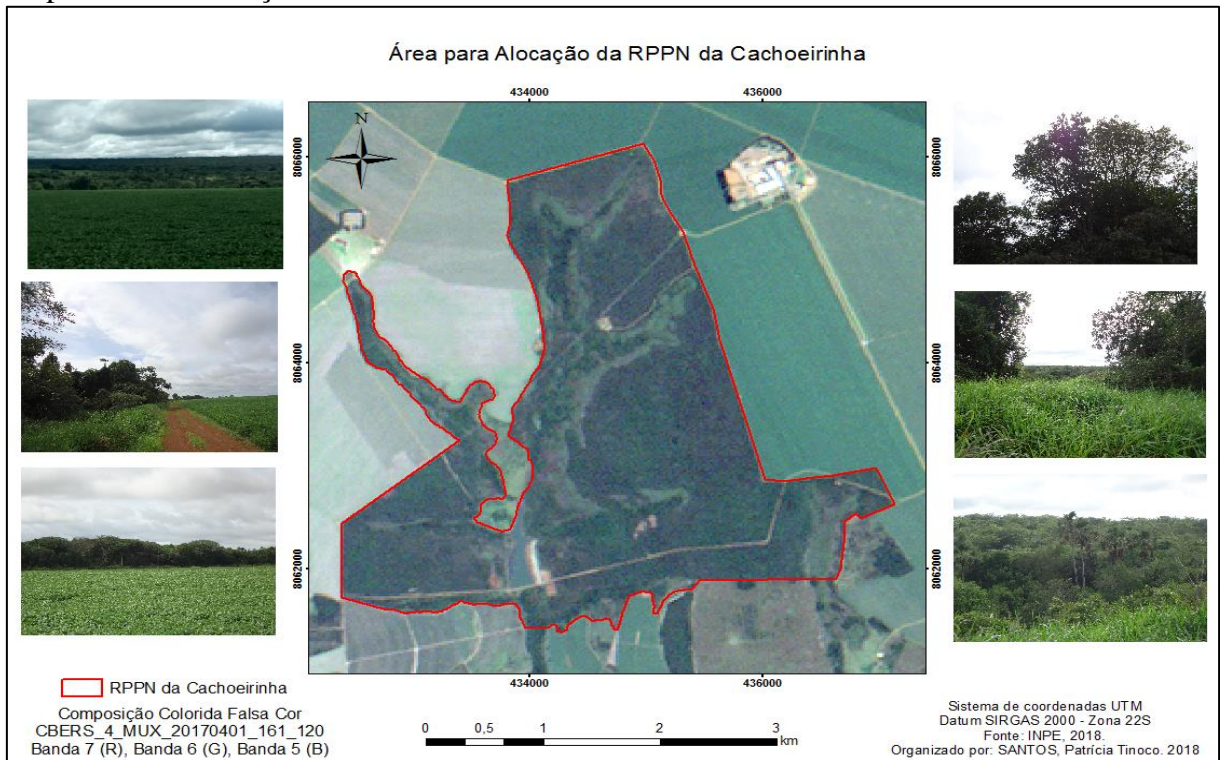 Área para Alocação da RPPN da Cachoeirinha
434000
436000
N
8066000
8066000
8064000
8064000
8062000
8062000
434000
436000
RPPN da Cachoeirinha
Composição Colorida Falsa Cor
CBERS_4_MUX_20170401_161_120
Banda 7 (R), Banda 6 (G), Banda 5 (B)
0 0,5 1 2 3
km
Sistema de coordenadas UTM
Datum SIRGAS 2000 - Zona 22S
Fonte: INPE, 2018.
Organizado por: SANTOS, Patrícia Tinoco. 2018